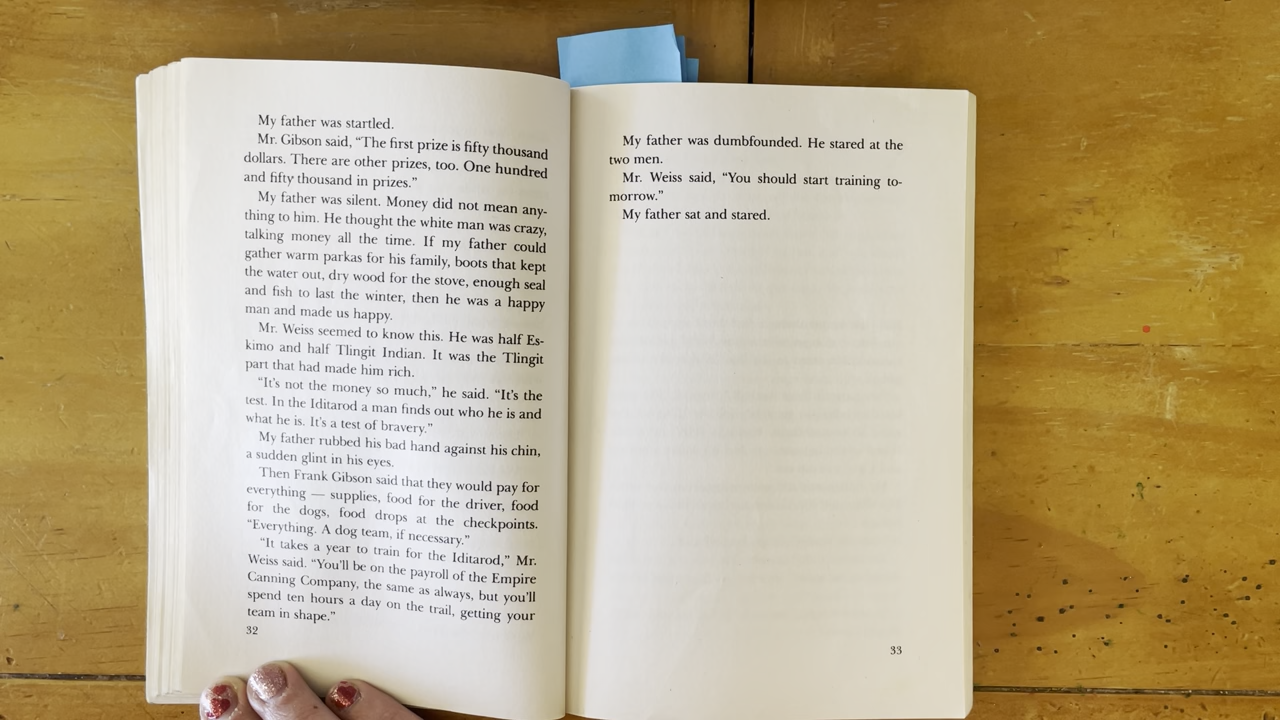 My father was startled.
Mr. Gibson said, “The first prize is fifty thousand
dollars. There are other prizes, too. One hundred
and fifty thousand in prizes.”
My father was silent. Money did not mean any-
thing to him. He thought the white man was crazy,
talking money all the time. If my father could
gather warm parkas for his family, boots that kept
the water out, dry wood for the stove, enough seal
and fish to last the winter, then he was a happy
man and made us happy.
Mr. Weiss seemed to know this. He was half Es-
kimo and half Tlingit Indian. It was the Tlingit
part that had made him rich.
“It's not the money so much,” he said. “It's the
test. In the Iditarod a man finds out who he is and
what he is. It's a test of bravery.”
My father rubbed his bad hand against his chin,
a sudden glint in his eyes.
Then Frank Gibson said that they would pay for
everything — supplies, food for the driver, food
for the dogs, food drops at the checkpoints.
“Everything. A dog team, if necessary.”
“It takes a year to train for the Iditarod,” Mr.
Weiss said. “You'll be on the payroll of the Empire
Canning Company, the same as always, but you'll
spend ten hours a day on the trail, getting your
team in shape.”
32
My father was dumbfounded. He stared at the
two men.
Mr. Weiss said, “You should start training to-
morrow.”
My father sat and stared.
33